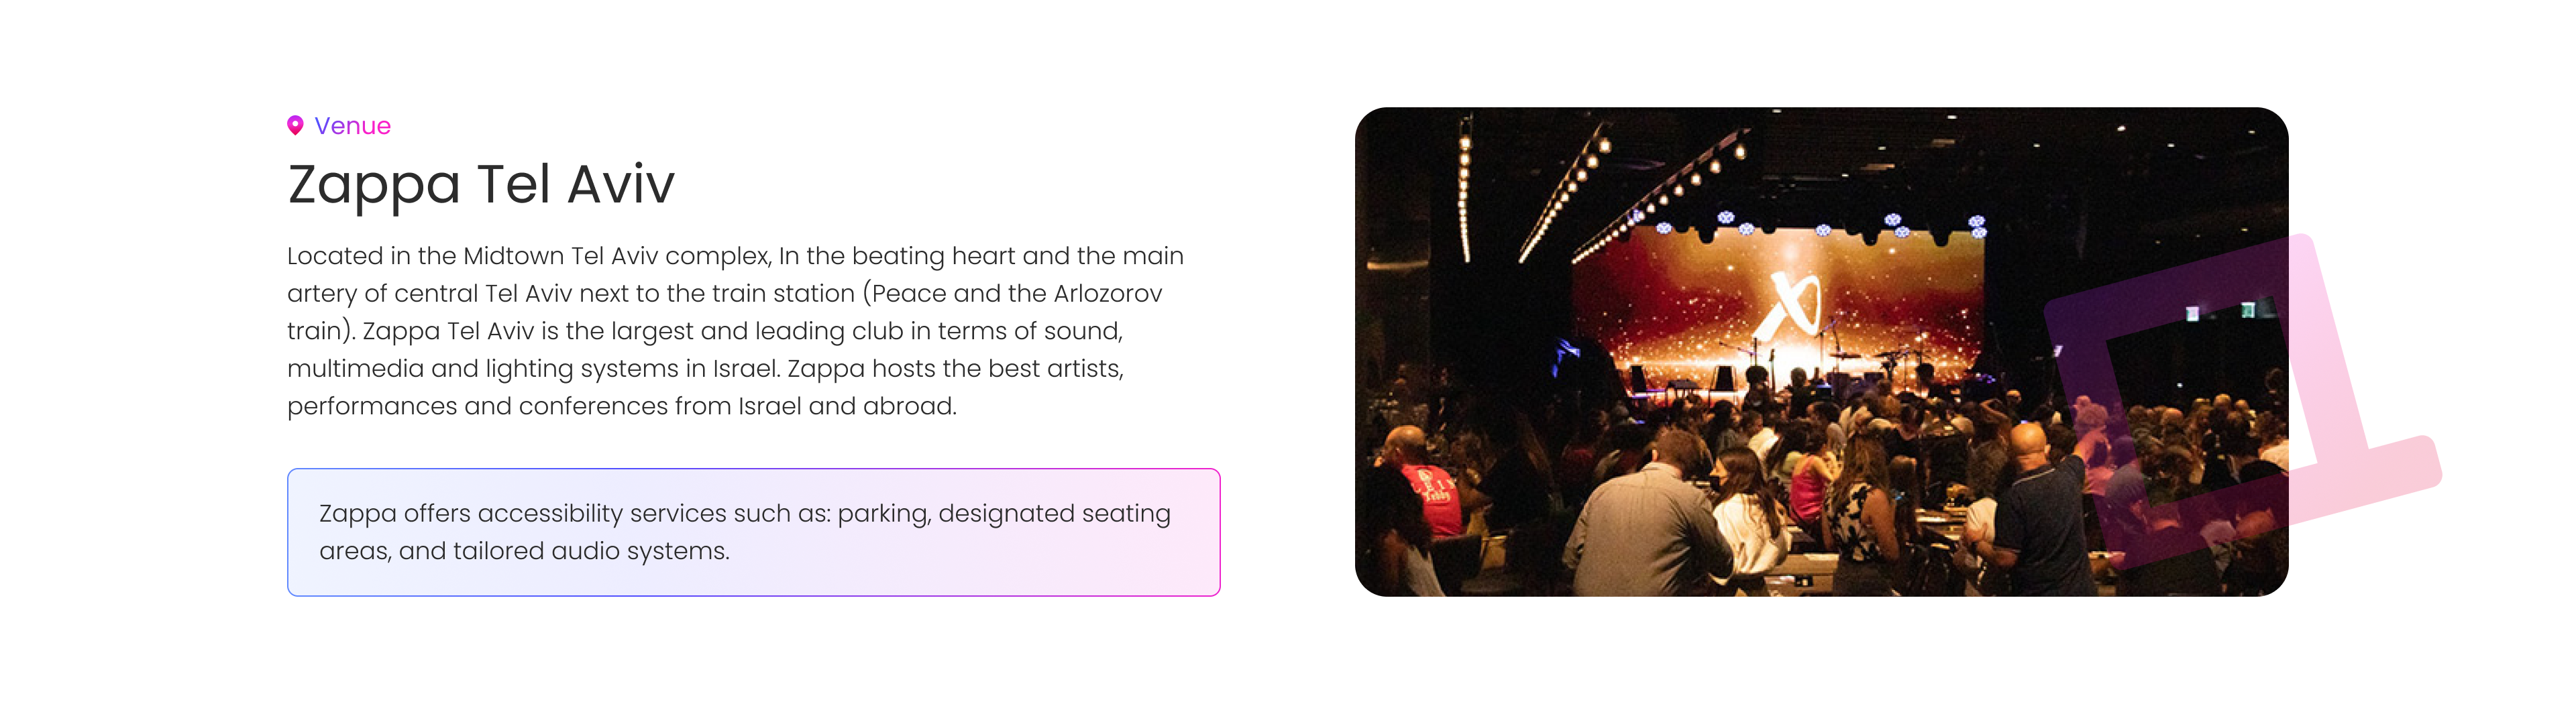 Venue
Zappa Tel Aviv
Located in the Midtown Tel Aviv complex, In the beating heart and the main
artery of central Tel Aviv next to the train station (Peace and the Arlozorov
train). Zappa Tel Aviv is the largest and leading club in terms of sound,
multimedia and lighting systems in Israel. Zappa hosts the best artists,
performances and conferences from Israel and abroad.
Zappa offers accessibility services such as: parking, designated seating
areas, and tailored audio systems.